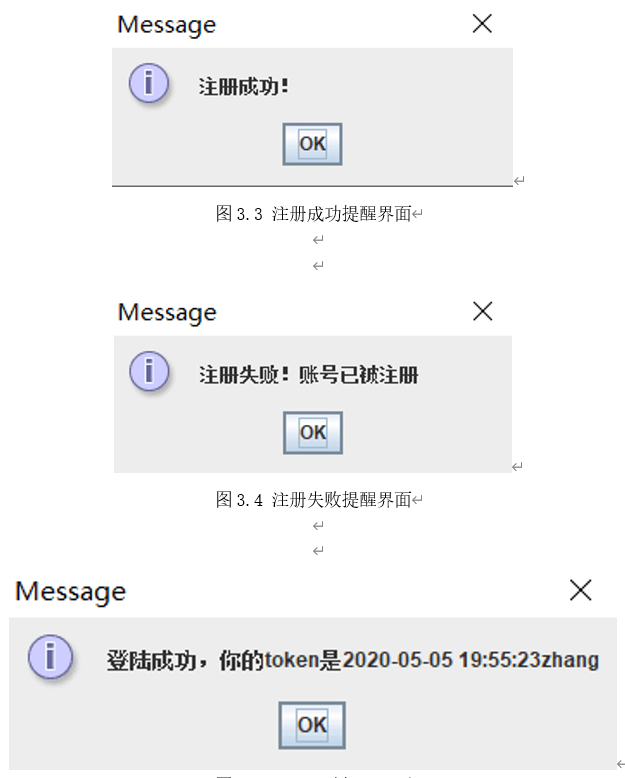 Message
注册成功!
OK
图3.3 注册成功提醒界面
Message
注册失败! 账号已被注册
OK
图3.4 注册失败提醒界面
Message
登陆成功，你的token是2020-05-05 19:55:23zhang
OK